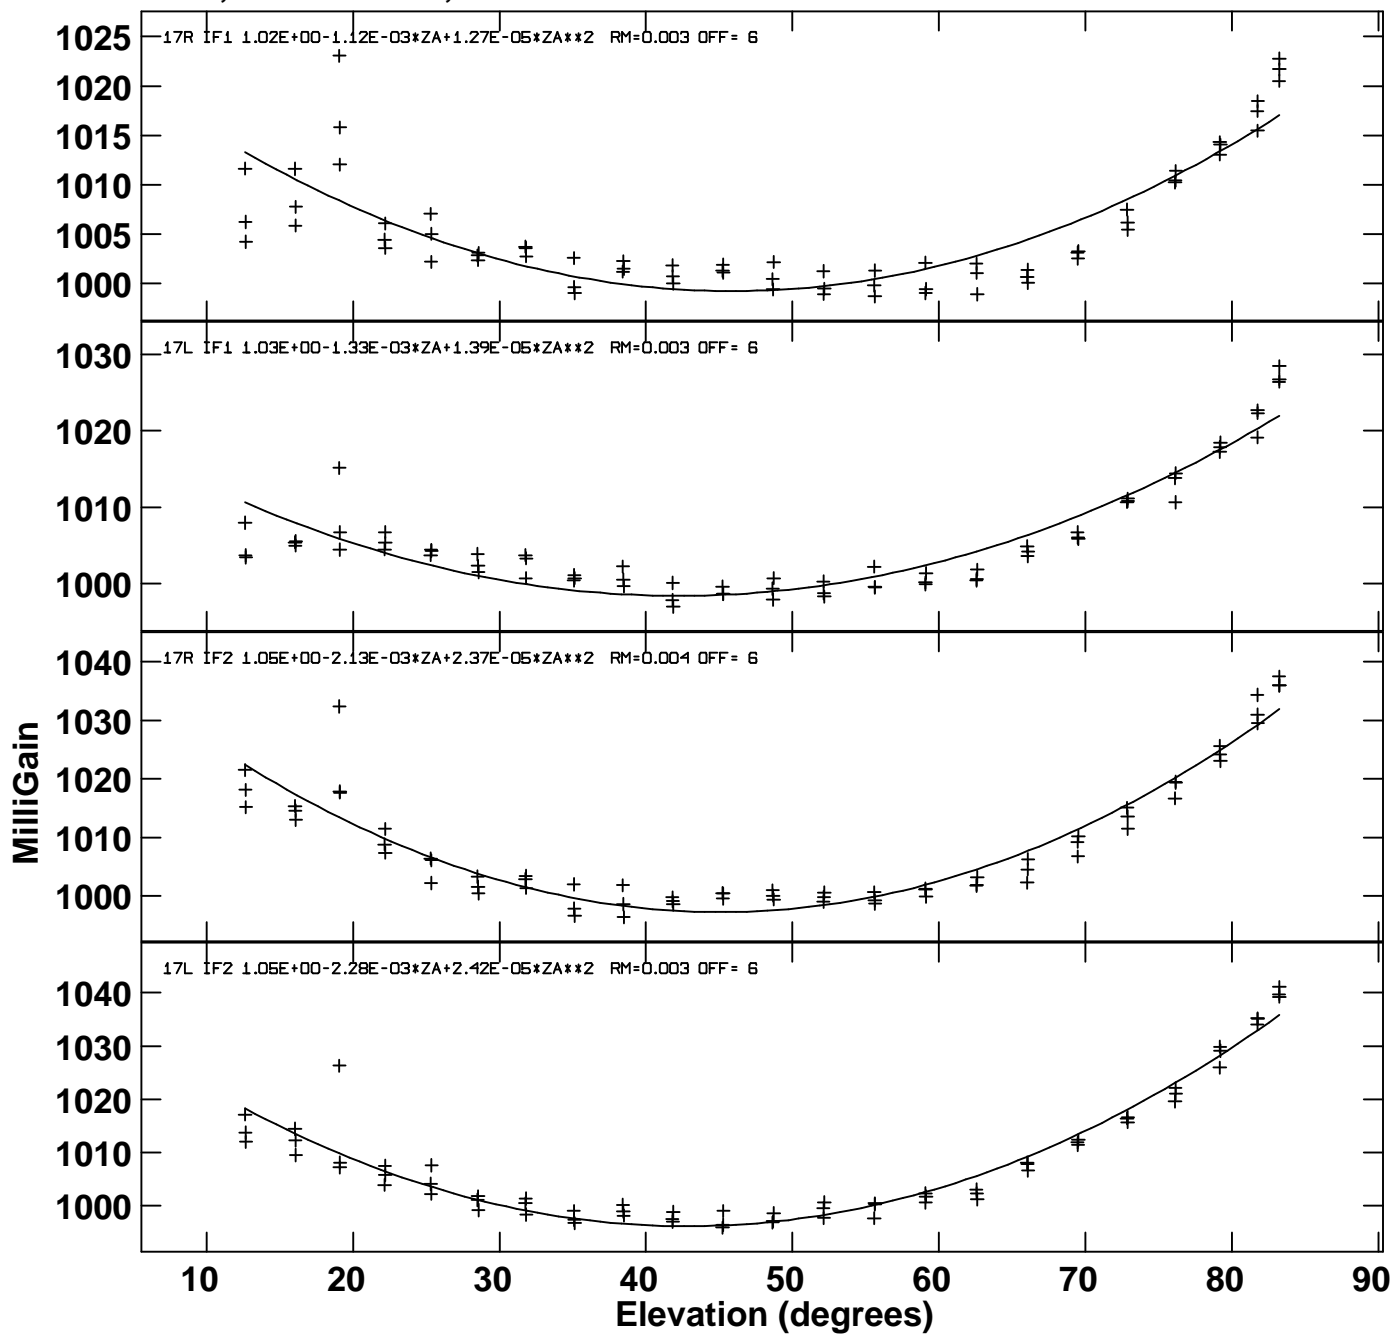 1025
17R IF1 1.02E+00-1.12E-03*ZA+1.27E-05*ZA**2 RM=0.003 OFF= 6
1020
1015
1010
1005
1000
17L IF1 1.03E+00-1.33E-03*ZA+1.39E-05*ZA**2 RM=0.003 OFF= 6
1030
1020
1010
1000
17R IF2 1.05E+00-2.13E-03*ZA+2.37E-05*ZA**2 RM=0.004 OFF= 6
1040
1030
1020
1010
1000
MilliGain
17L IF2 1.05E+00-2.28E-03*ZA+2.42E-05*ZA**2 RM=0.003 OFF= 6
1040
1030
1020
1010
1000
10 20 30 40 50 60 70 80 90
Elevation (degrees)